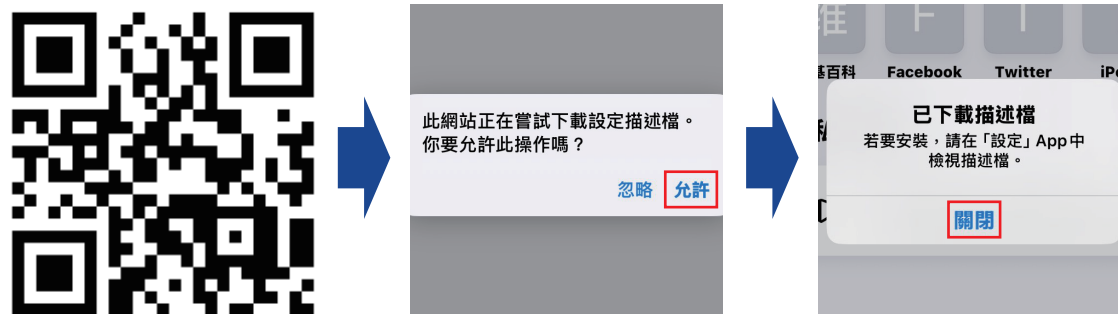 此網站正在嘗試下載設定描述檔。
你要允許此操作嗎？
忽略 允許
F T
Facebook Twitter
已下載描述檔
若要安裝，請在「設定」App中
檢視描述檔。
關閉